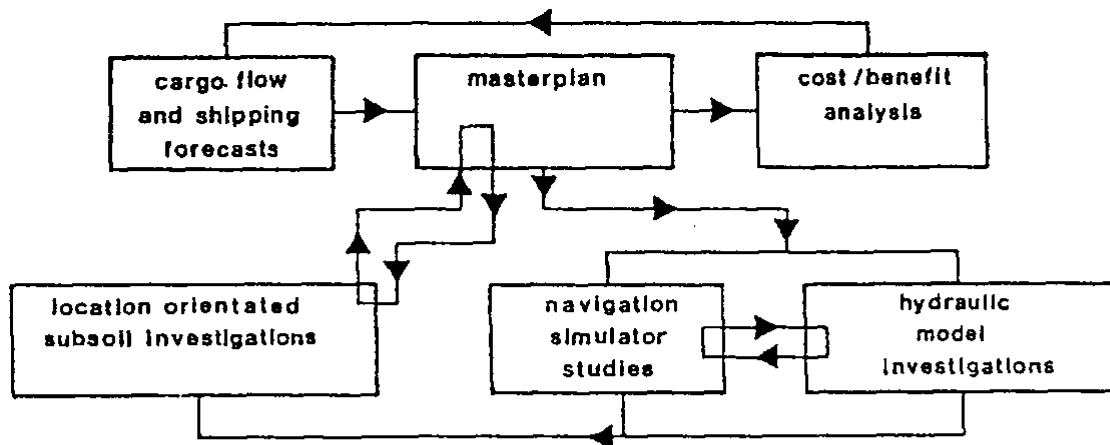 cargo flow
and shipping
forecasts
masterplan
cost/benefit
analysis
location orientated
subsoil investigations
navigation
simulator
studies
hydraulic
model
investigations